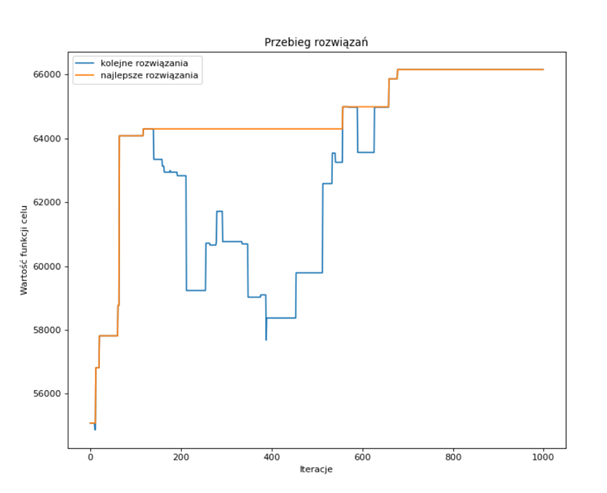 Przebieg rozwiązań
kolejne rozwiązania
najlepsze rozwiązania
66000
64000
62000
60000
58000
56000
Wartość funkcji celu
0 200 400 600 800 1000
Iteracje